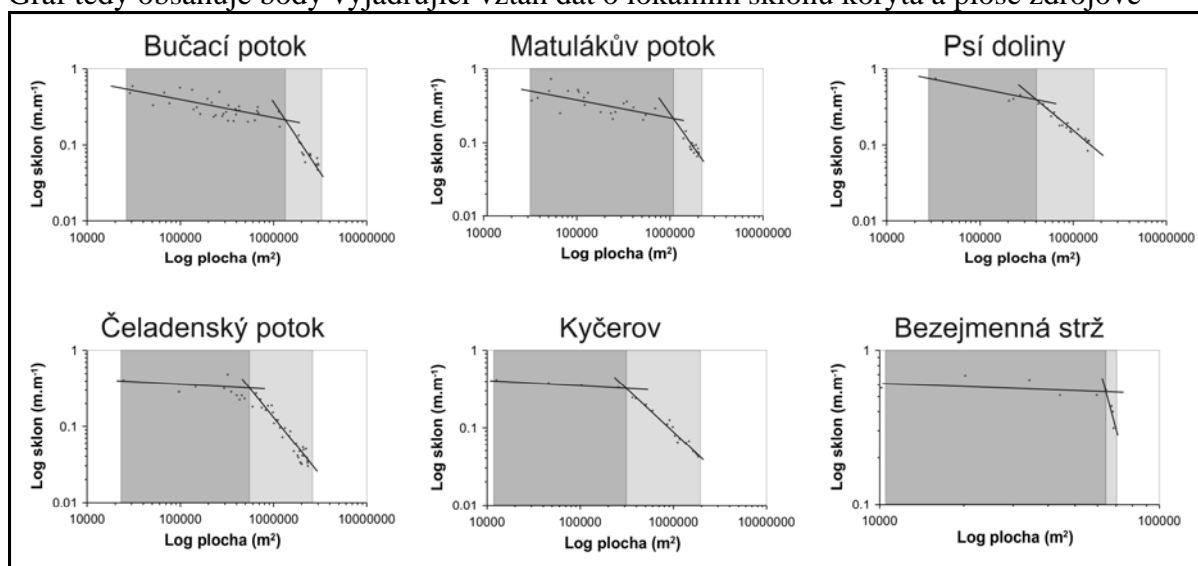 Graf tedy obsahuje body vyjadřující vztah dat o lokálním sklonu koryta a ploše zdrojové
Bučací potok
Log sklon (m.m⁻¹)
1
0.1
0.01
10000 100000 1000000 10000000
Log plocha (m²)
Matulákův potok
Log sklon (m.m⁻¹)
1
0.1
0.01
10000 100000 1000000 10000000
Log plocha (m²)
Psí doliny
Log sklon (m.m⁻¹)
1
0.1
0.01
10000 100000 1000000 10000000
Log plocha (m²)
Čeladenský potok
Log sklon (m.m⁻¹)
1
0.1
0.01
10000 100000 1000000 10000000
Log plocha (m²)
Kyčerov
Log sklon (m.m⁻¹)
1
0.1
0.01
10000 100000 1000000 10000000
Log plocha (m²)
Bezejmenná strž
Log sklon (m.m⁻¹)
1
0.1
10000 100000
Log plocha (m²)